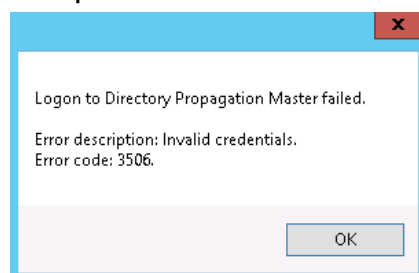 x
Logon to Directory Propagation Master failed.
Error description: Invalid credentials.
Error code: 3506.
OK